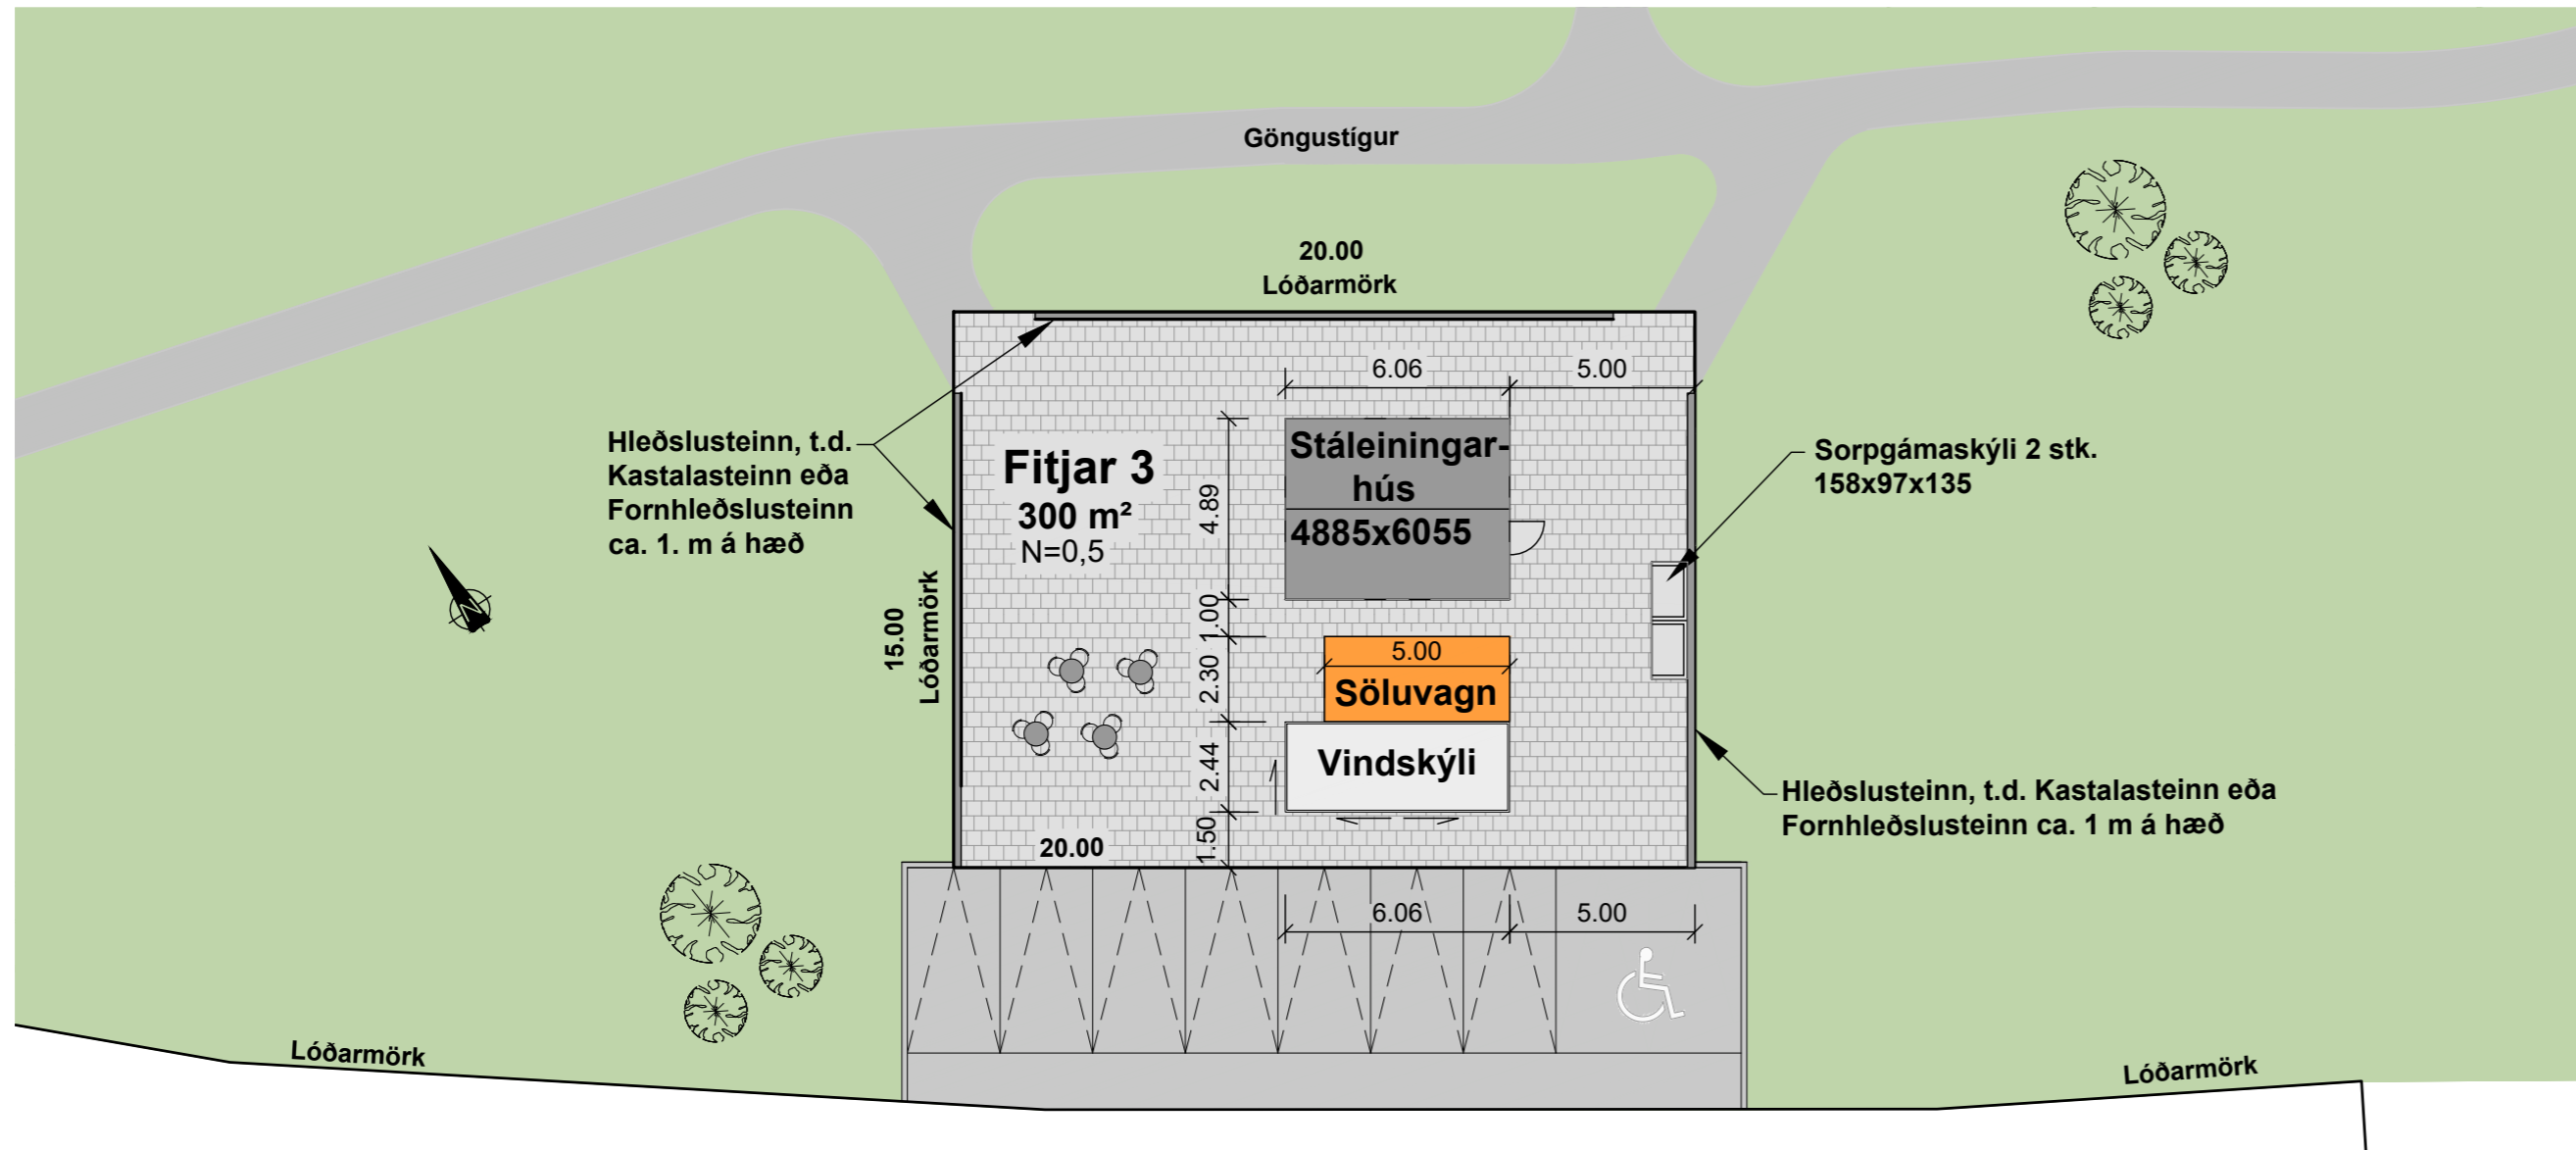 Göngustígur
20.00
Lóðarmörk
6.06
5.00
Hleðslusteinn, t.d.
Kastalasteinn eða
Fornhleðslusteinn
ca. 1. m á hæð
Fitjar 3
300 m²
N=0,5
4.89
Stáleiningar-
hús
4885x6055
Sorpgámaskýli 2 stk.
158x97x135
N
15.00
Lóðarmörk
1.00
2.30
5.00
Söluvagn
2.44
Vindskýli
Hleðslusteinn, t.d. Kastalasteinn eða
Fornhleðslusteinn ca. 1 m á hæð
20.00
1.50
6.06
5.00
Lóðarmörk
Lóðarmörk